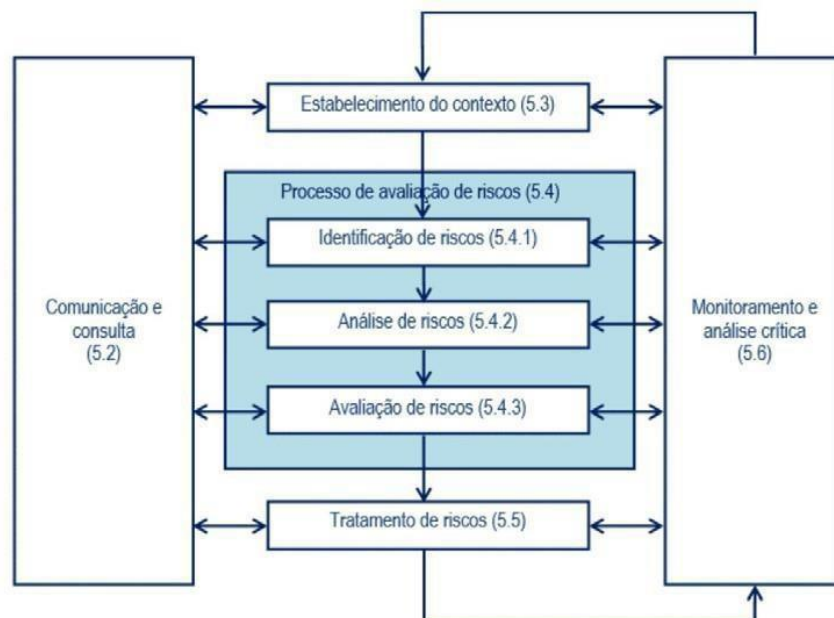 Estabelecimento do contexto (5.3)
Processo de avaliação de riscos (5.4)
Identificação de riscos (5.4.1)
Comunicação e
consulta
(5.2)
Análise de riscos (5.4.2)
Monitoramento e
análise crítica
(5.6)
Avaliação de riscos (5.4.3)
Tratamento de riscos (5.5)